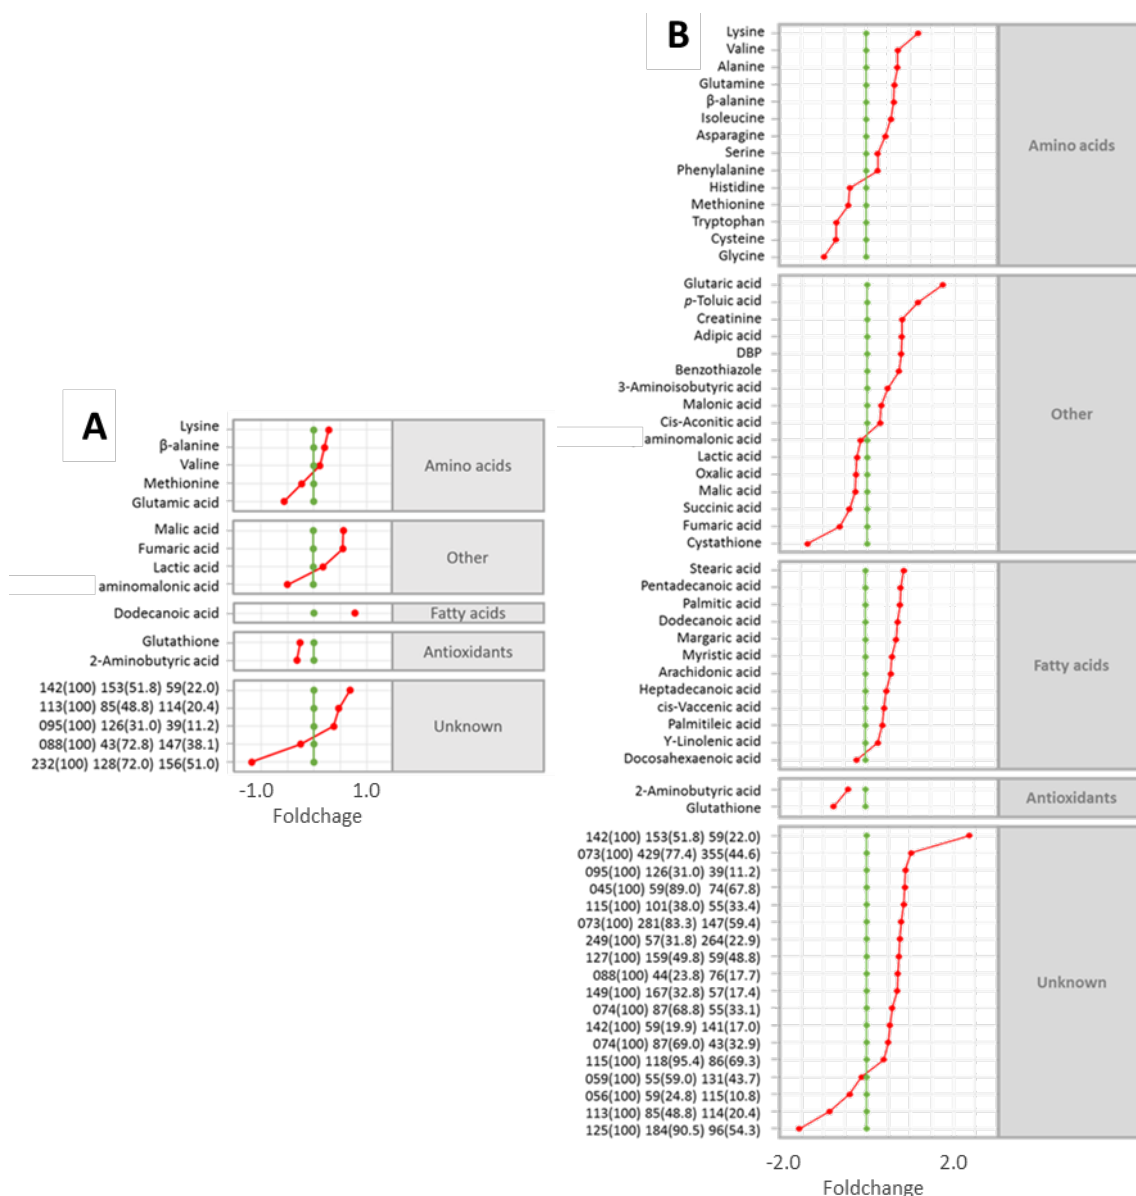 A
Lysine
β-alanine
Valine
Methionine
Glutamic acid
Amino acids
Malic acid
Fumaric acid
Lactic acid
aminomalonic acid
Other
Dodecanoic acid
Fatty acids
Glutathione
2-Aminobutyric acid
Antioxidants
142(100) 153(51.8) 59(22.0)
113(100) 85(48.8) 114(20.4)
095(100) 126(31.0) 39(11.2)
088(100) 43(72.8) 147(38.1)
232(100) 128(72.0) 156(51.0)
Unknown
-1.0 1.0
Foldchage
B
Lysine
Valine
Alanine
Glutamine
β-alanine
Isoleucine
Asparagine
Serine
Phenylalanine
Histidine
Methionine
Tryptophan
Cysteine
Glycine
Amino acids
Glutaric acid
p-Toluic acid
Creatinine
Adipic acid
DBP
Benzothiazole
3-Aminoisobutyric acid
Malonic acid
Cis-Aconitic acid
aminomalonic acid
Lactic acid
Oxalic acid
Malic acid
Succinic acid
Fumaric acid
Cystathione
Other
Stearic acid
Pentadecanoic acid
Palmitic acid
Dodecanoic acid
Margaric acid
Myristic acid
Arachidonic acid
Heptadecanoic acid
cis-Vaccenic acid
Palmitileic acid
Y-Linolenic acid
Docosahexaenoic acid
Fatty acids
2-Aminobutyric acid
Glutathione
Antioxidants
142(100) 153(51.8) 59(22.0)
073(100) 429(77.4) 355(44.6)
095(100) 126(31.0) 39(11.2)
045(100) 59(89.0) 74(67.8)
115(100) 101(38.0) 55(33.4)
073(100) 281(83.3) 147(59.4)
249(100) 57(31.8) 264(22.9)
127(100) 159(49.8) 59(48.8)
088(100) 44(23.8) 76(17.7)
149(100) 167(32.8) 57(17.4)
074(100) 87(68.8) 55(33.1)
142(100) 59(19.9) 141(17.0)
074(100) 87(69.0) 43(32.9)
115(100) 118(95.4) 86(69.3)
059(100) 55(59.0) 131(43.7)
056(100) 59(24.8) 115(10.8)
113(100) 85(48.8) 114(20.4)
125(100) 184(90.5) 96(54.3)
Unknown
-2.0 2.0
Foldchange